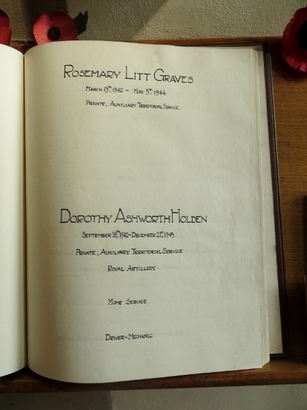 Rosemary Litt Graves
March 13th 1942 – May 5th 1944
Private, Auxiliary Territorial Service
Dorothy Ashworth Holden
September 18th, 1942–December 21st, 1945
Private, Auxiliary Territorial Service
Royal Artillery
Home Service
Driver-Mechanic